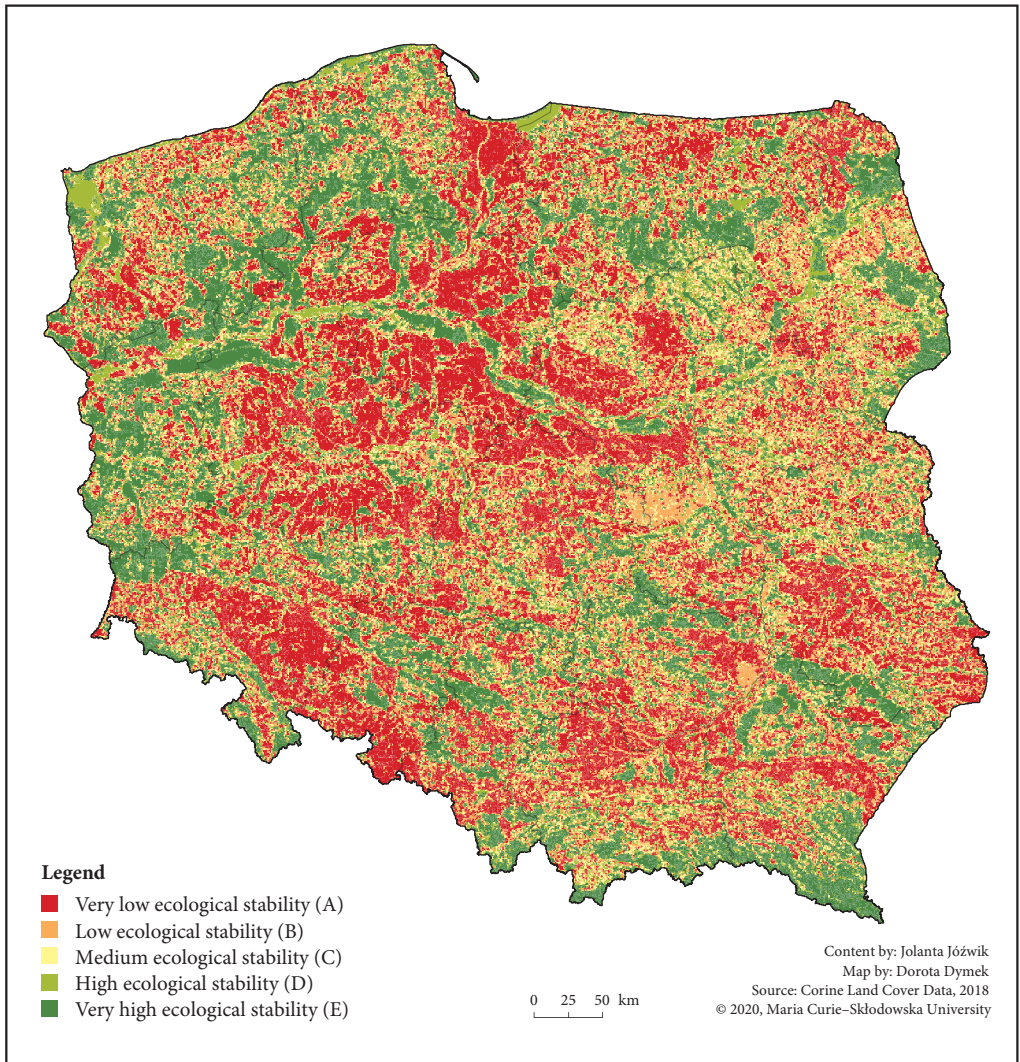 Legend
Very low ecological stability (A)
Low ecological stability (B)
Medium ecological stability (C)
High ecological stability (D)
Very high ecological stability (E)
0 25 50 km
Content by: Jolanta Jóźwik
Map by: Dorota Dymek
Source: Corine Land Cover Data, 2018
© 2020, Maria Curie–Skłodowska University